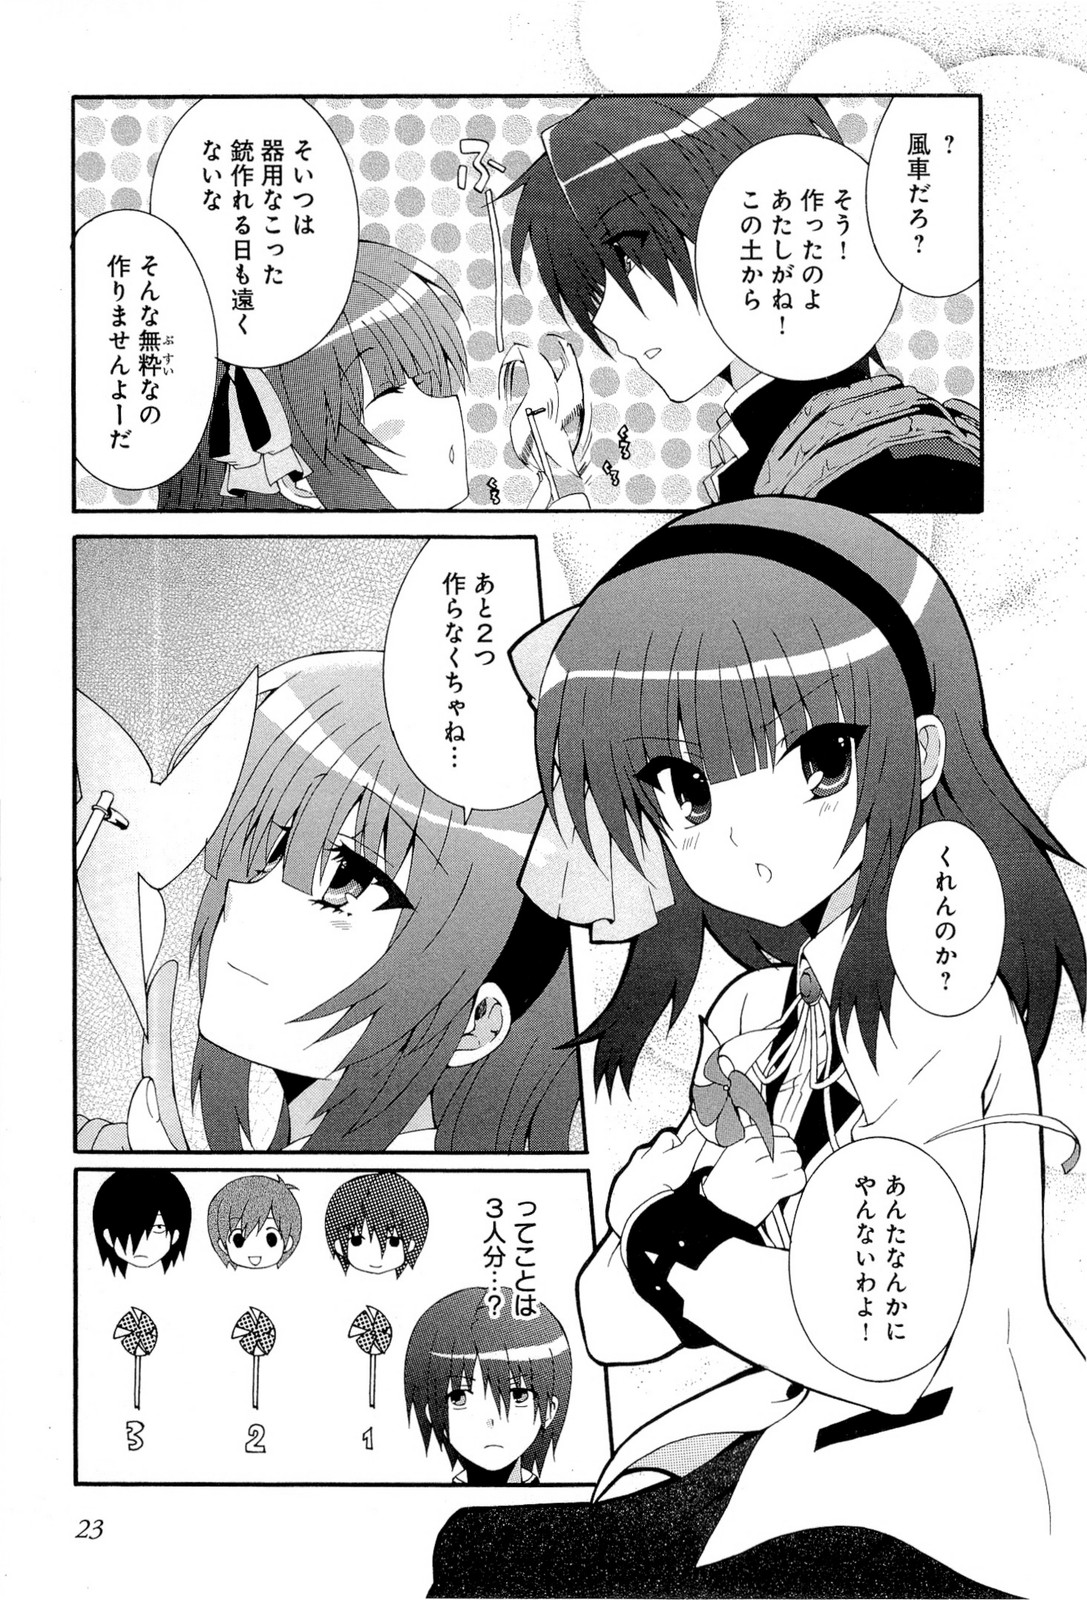 ?
風車だろ?
そう!
作ったのよ
あたしがね!
この土から
ふ
そいつは
器用なこった
銃作れる日も遠く
ないな
そんな無粋なの
ぶすい
作りませんよーだ
あと2つ
作らなくちゃね…
くれんのか?
あんたなんかに
やんないわよ!
ってことは
3人分…?
1
2
3
23